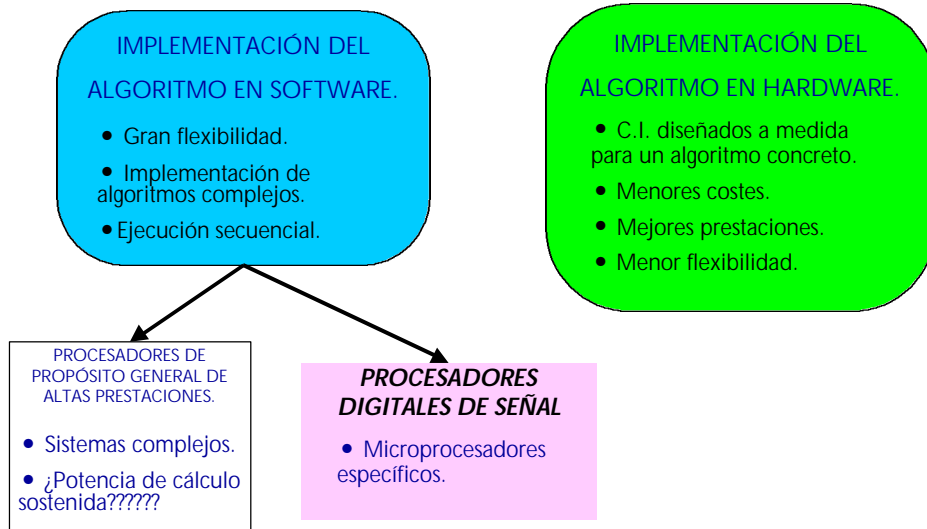 IMPLEMENTACIÓN DEL
ALGORITMO EN SOFTWARE.
• Gran flexibilidad.
• Implementación de
algoritmos complejos.
• Ejecución secuencial.
IMPLEMENTACIÓN DEL
ALGORITMO EN HARDWARE.
• C.I. diseñados a medida
para un algoritmo concreto.
• Menores costes.
• Mejores prestaciones.
• Menor flexibilidad.
PROCESADORES DE
PROPÓSITO GENERAL DE
ALTAS PRESTACIONES.
• Sistemas complejos.
• ¿Potencia de cálculo
sostenida??????
PROCESADORES
DIGITALES DE SEÑAL
• Microprocesadores
específicos.